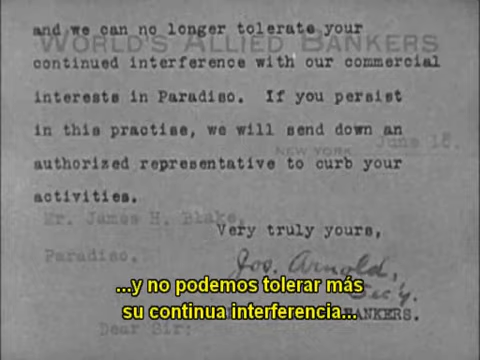 and we can no longer tolerate your
WORLD'S ALLIED BANKERS
continued interference with our commercial
interests in Paradiso. If you persist
in this practise, we will send down an
June 18.
NEW YORK
authorized representative to curb your
activities.
Mr. James H. Blake,
Very truly yours,
Paradiso.
Jos. Arnold,
Sec'y.
BANKERS.
Dear Sir:
...y no podemos tolerar más
su continua interferencia...